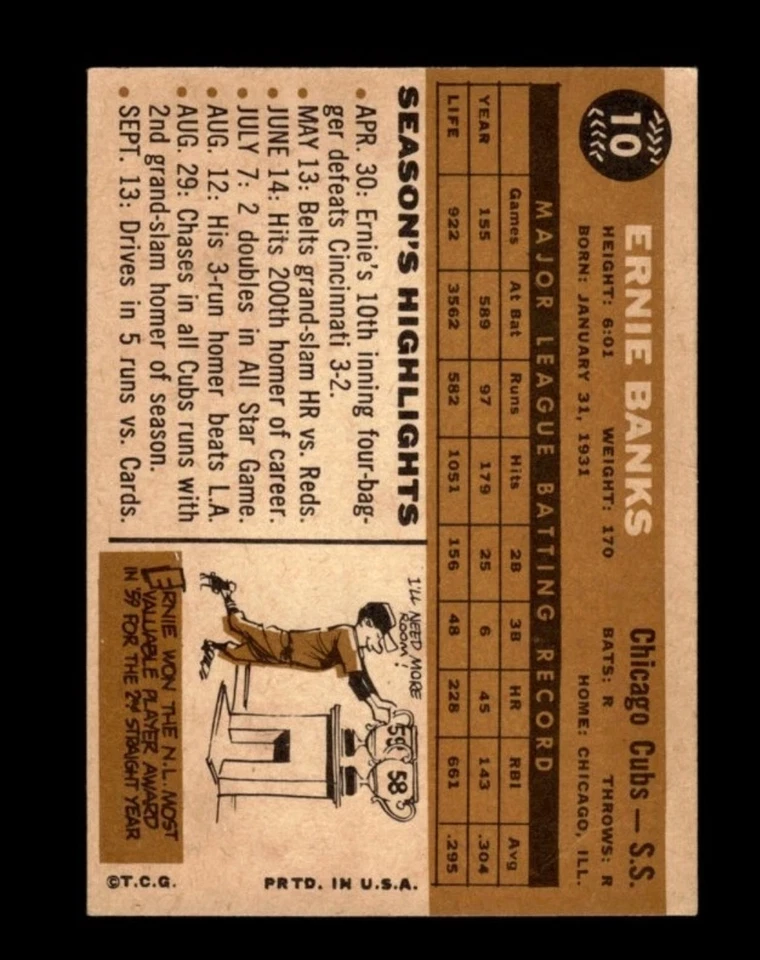 10
ERNIE BANKS
Chicago Cubs — S.S.
HEIGHT: 6:01 WEIGHT: 170 BATS: R THROWS: R
BORN: JANUARY 31, 1931 HOME: CHICAGO, ILL.
MAJOR LEAGUE BATTING RECORD
Games At Bat Runs Hits 2B 3B HR RBI Avg
YEAR 155 589 97 179 25 6 45 143 .304
LIFE 922 3562 582 1051 156 48 228 661 .295
SEASON'S HIGHLIGHTS
• APR. 30: Ernie's 10th inning four-bag-
ger defeats Cincinnati 3-2.
• MAY 13: Belts grand-slam HR vs. Reds.
• JUNE 14: Hits 200th homer of career.
• JULY 7: 2 doubles in All Star Game.
• AUG. 12: His 3-run homer beats L.A.
• AUG. 29: Chases in all Cubs runs with
2nd grand-slam homer of season.
• SEPT. 13: Drives in 5 runs vs. Cards.
I'LL NEED MORE
ROOM!
59
58
ERNIE WON THE N.L. MOST
VALUABLE PLAYER AWARD
IN '59 FOR THE 2nd STRAIGHT YEAR
©T.C.G. PRTD. IN U.S.A.